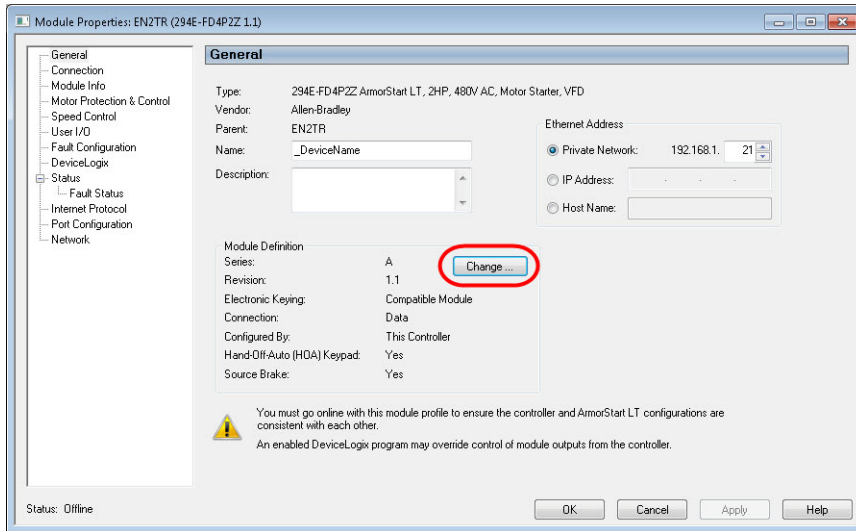 Module Properties: EN2TR (294E-FD4P2Z 1.1)
General
Connection
Module Info
Motor Protection & Control
Speed Control
User I/O
Fault Configuration
DeviceLogix
Status
Fault Status
Internet Protocol
Port Configuration
Network
General
Type: 294E-FD4P2Z ArmorStart LT, 2HP, 480V AC, Motor Starter, VFD
Vendor: Allen-Bradley
Parent: EN2TR
Name: _DeviceName
Description:
Ethernet Address
Private Network: 192.168.1. 21
IP Address: . . .
Host Name:
Module Definition
Series: A
Change ...
Revision: 1.1
Electronic Keying: Compatible Module
Connection: Data
Configured By: This Controller
Hand-Off-Auto (HOA) Keypad: Yes
Source Brake: Yes
You must go online with this module profile to ensure the controller and ArmorStart LT configurations are
consistent with each other.
An enabled DeviceLogix program may override control of module outputs from the controller.
Status: Offline
OK Cancel Apply Help